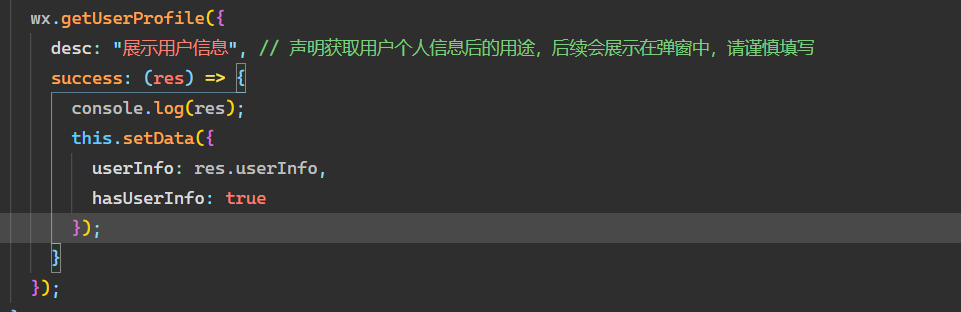 wx.getUserProfile({
desc: "展示用户信息", // 声明获取用户个人信息后的用途，后续会展示在弹窗中，请谨慎填写
success: (res) => {
console.log(res);
this.setData({
userInfo: res.userInfo,
hasUserInfo: true
});
}
});